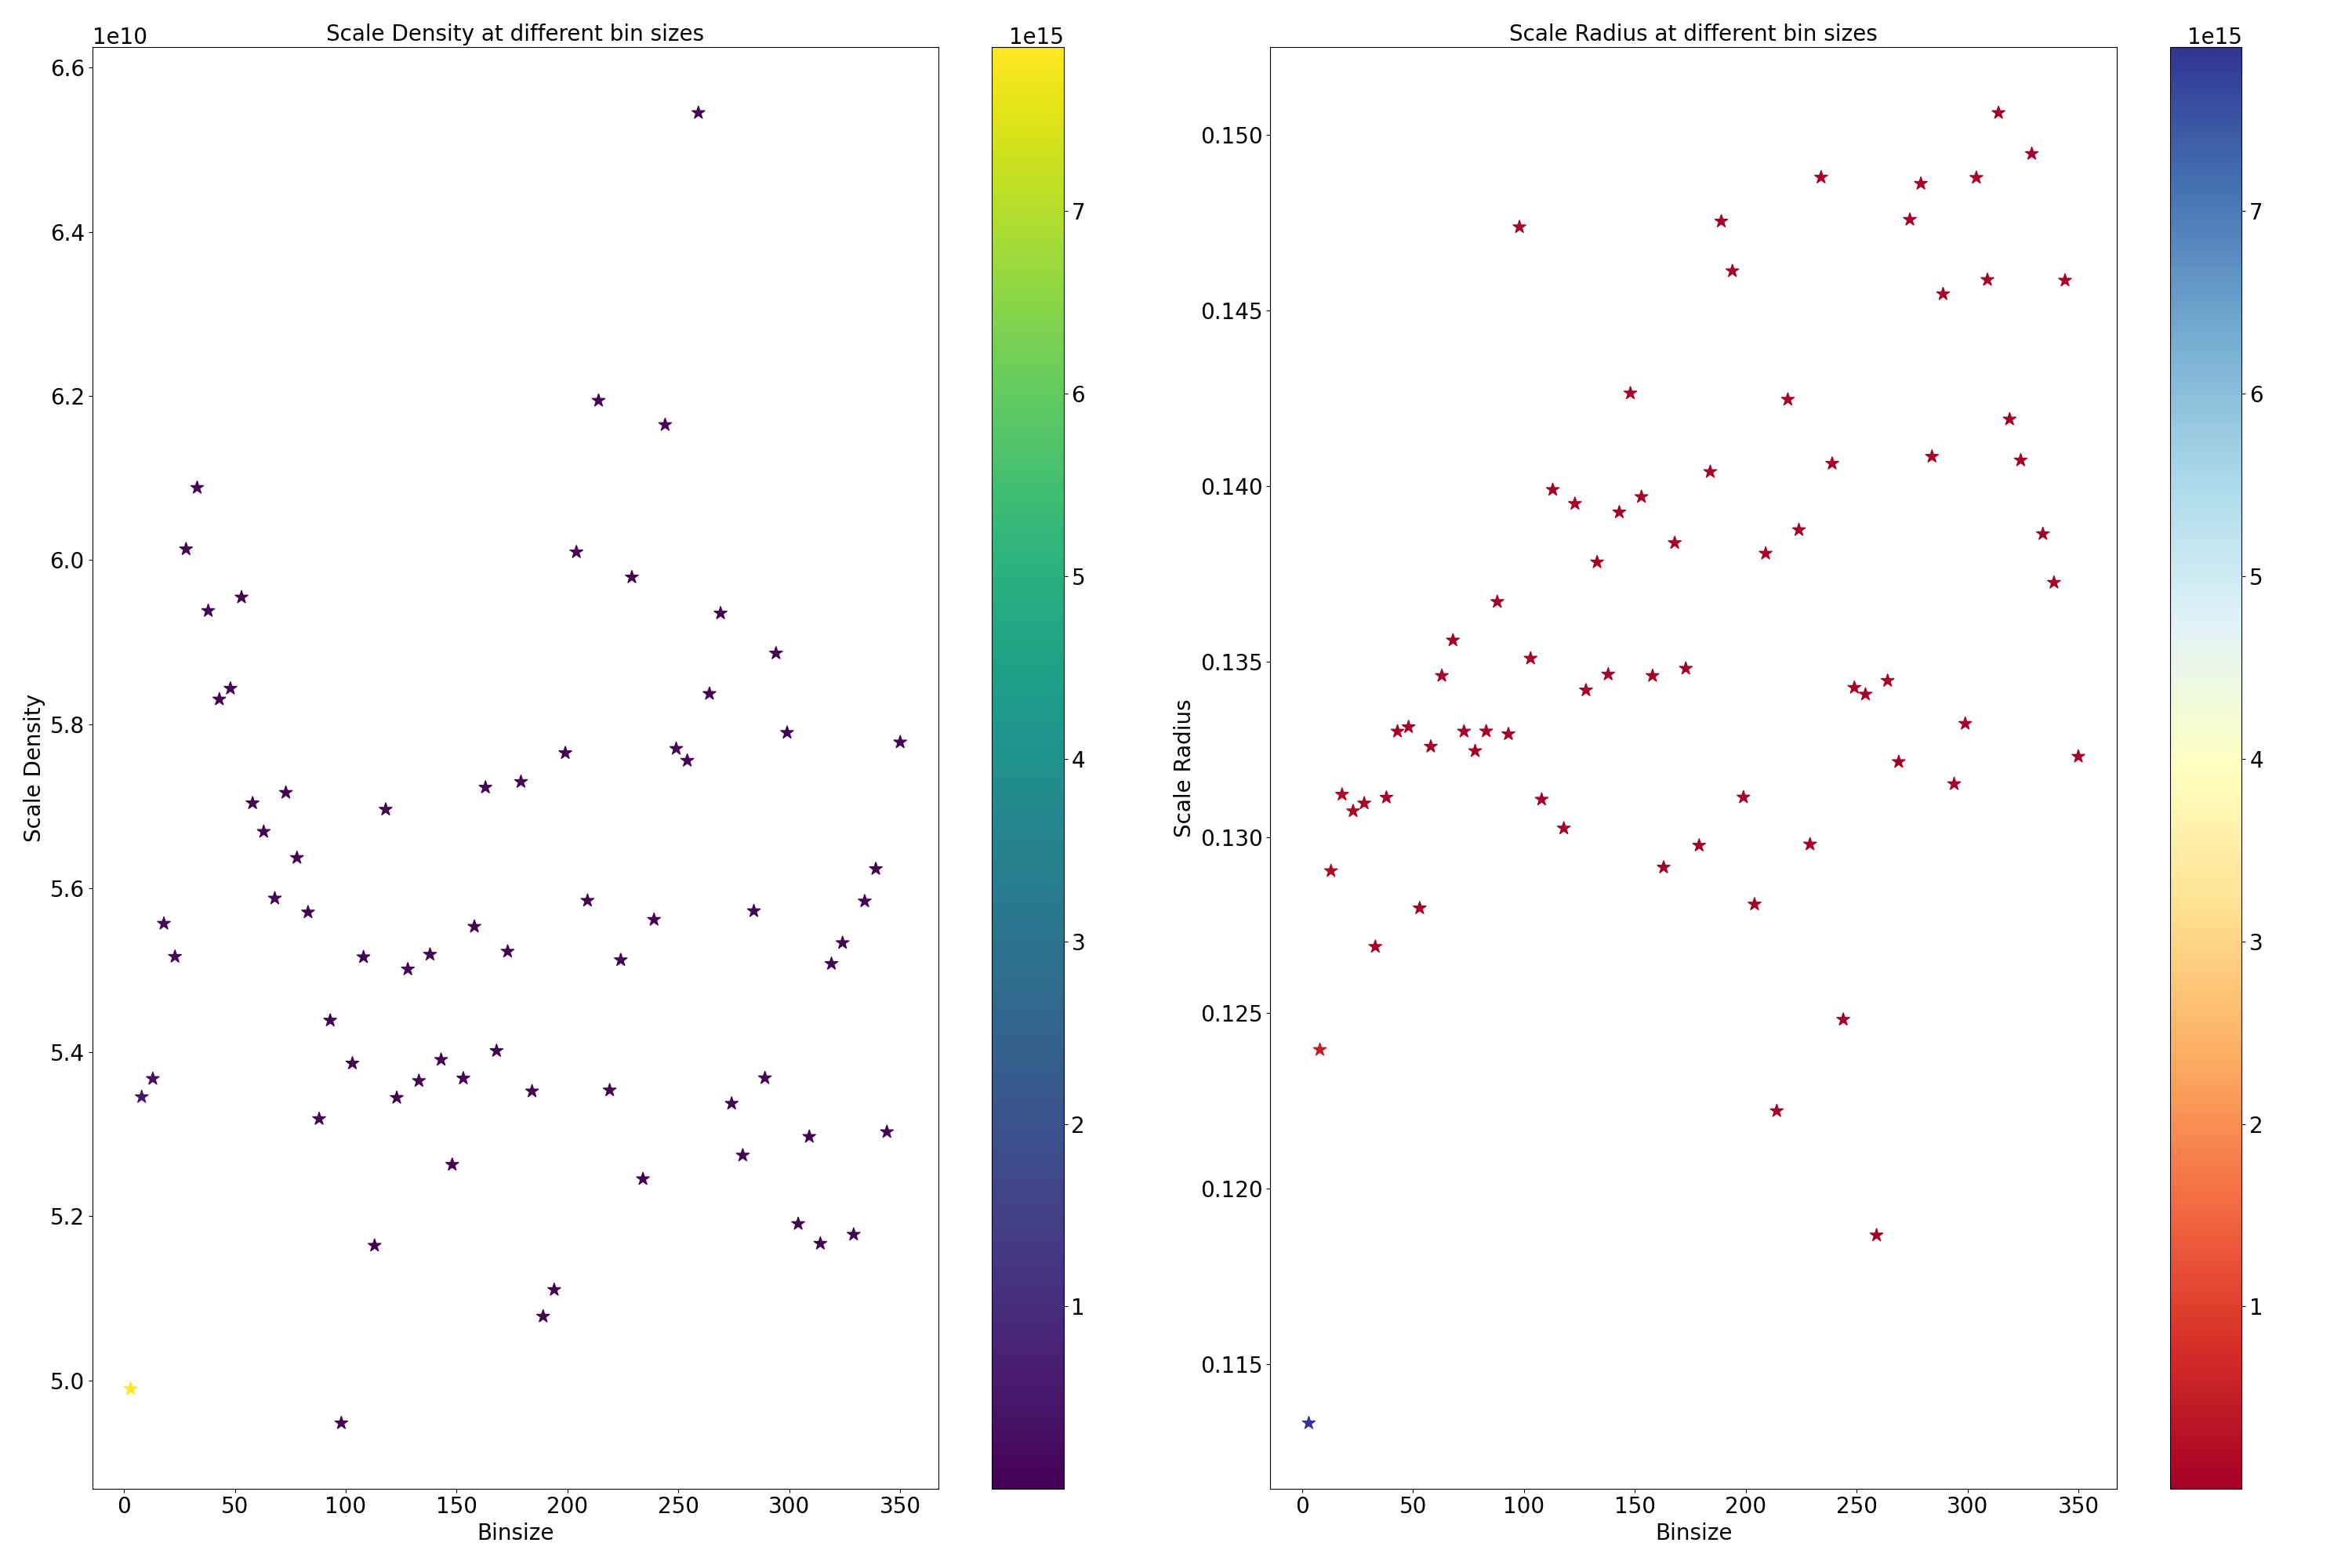 Scale Density at different bin sizes
1e10
6.6
6.4
6.2
6.0
5.8
5.6
5.4
5.2
5.0
Scale Density
0 50 100 150 200 250 300 350
Binsize
1e15
7
6
5
4
3
2
1
Scale Radius at different bin sizes
0.150
0.145
0.140
0.135
0.130
0.125
0.120
0.115
Scale Radius
0 50 100 150 200 250 300 350
Binsize
1e15
7
6
5
4
3
2
1